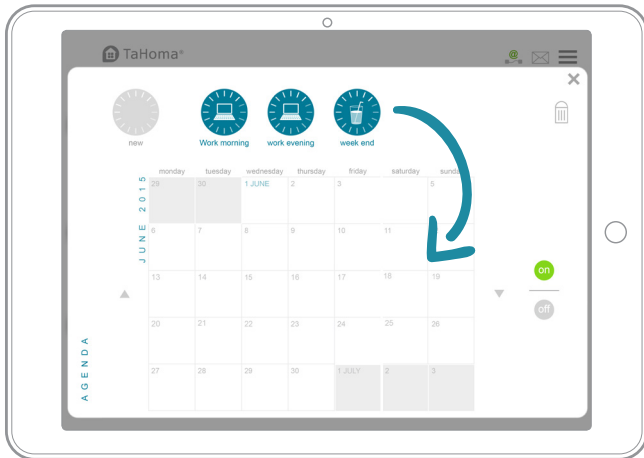 TaHoma®
@
new
Work morning
work evening
week end
JUNE 2015
monday tuesday wednesday thursday friday saturday sunday
29 30 1.JUNE 2 3 5
6 7 8 9 10 11
13 14 15 16 17 18 19
20 21 22 23 24 25 26
27 28 29 30 1.JULY 2 3
on
off
AGENDA